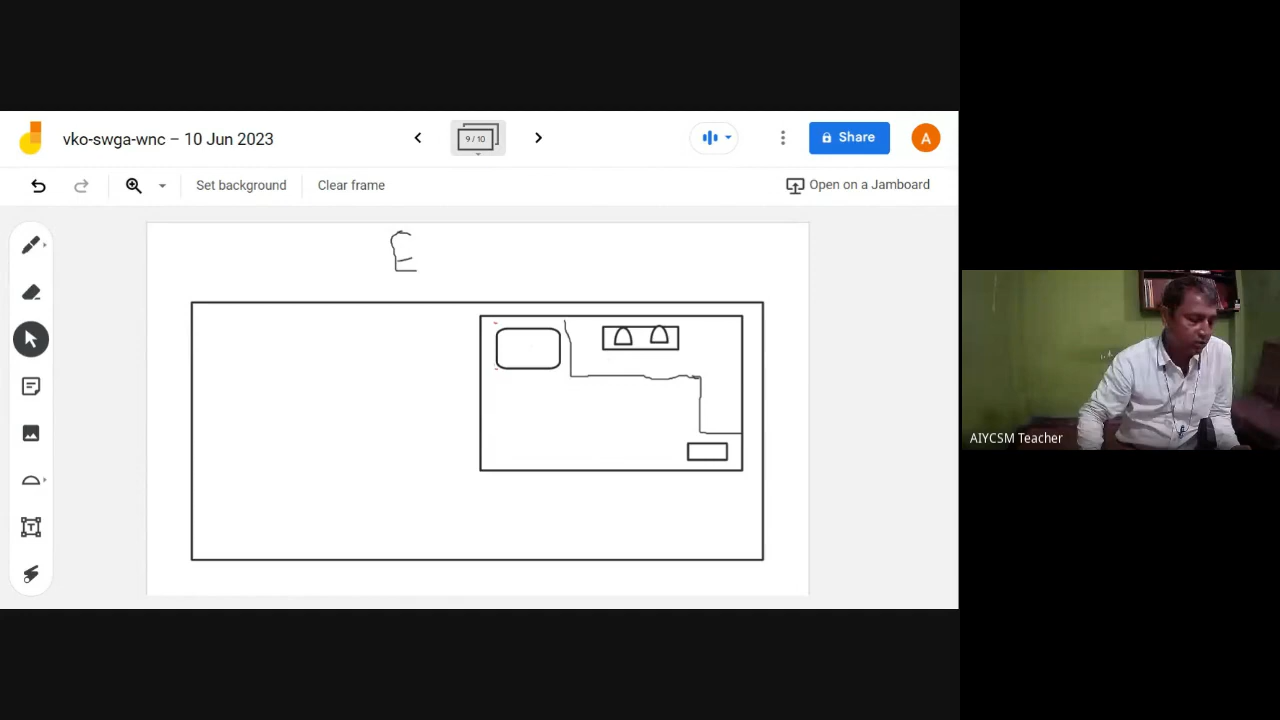 vko-swga-wnc – 10 Jun 2023
9 / 10
Share
A
Set background
Clear frame
Open on a Jamboard
E
T
AIYCSM Teacher